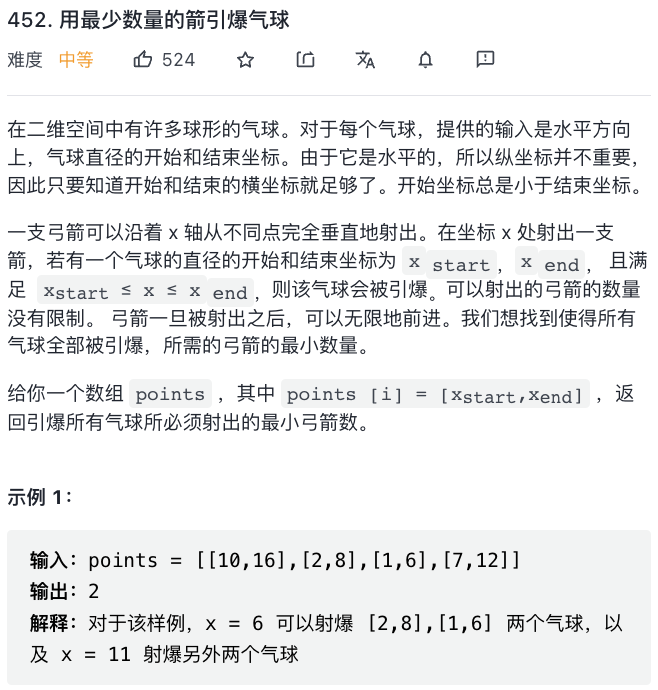 452. 用最少数量的箭引爆气球
难度 中等 524
在二维空间中有许多球形的气球。对于每个气球，提供的输入是水平方向
上，气球直径的开始和结束坐标。由于它是水平的，所以纵坐标并不重要，
因此只要知道开始和结束的横坐标就足够了。开始坐标总是小于结束坐标。
一支弓箭可以沿着 x 轴从不同点完全垂直地射出。在坐标 x 处射出一支
箭，若有一个气球的直径的开始和结束坐标为 x start，x end， 且满
足 xstart ≤ x ≤ x end，则该气球会被引爆。可以射出的弓箭的数量
没有限制。 弓箭一旦被射出之后，可以无限地前进。我们想找到使得所有
气球全部被引爆，所需的弓箭的最小数量。
给你一个数组 points ，其中 points [i] = [xstart,xend] ，返
回引爆所有气球所必须射出的最小弓箭数。
示例 1：
输入：points = [[10,16],[2,8],[1,6],[7,12]]
输出：2
解释：对于该样例，x = 6 可以射爆 [2,8],[1,6] 两个气球，以
及 x = 11 射爆另外两个气球